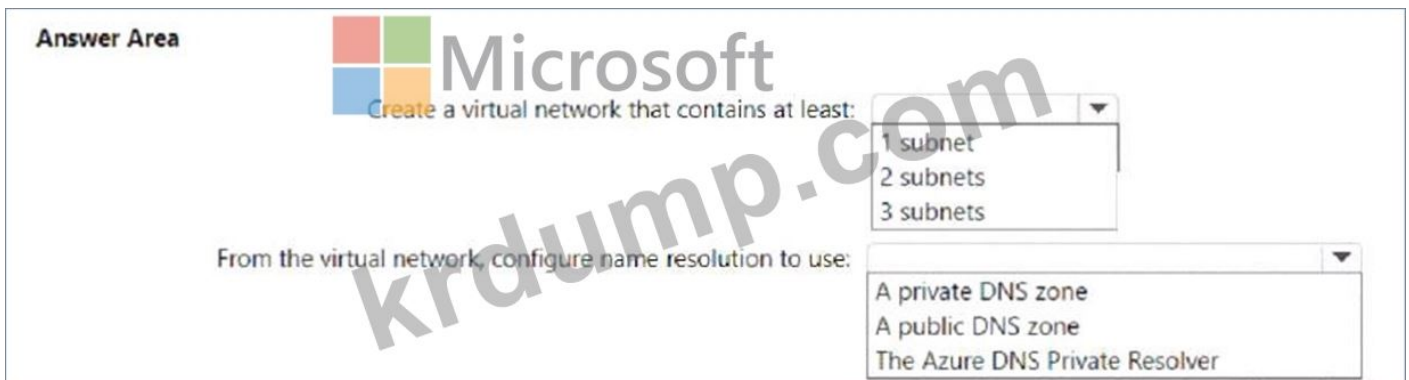 Answer Area
Microsoft
Create a virtual network that contains at least:
1 subnet
2 subnets
3 subnets
From the virtual network, configure name resolution to use:
A private DNS zone
A public DNS zone
The Azure DNS Private Resolver
krdump.com